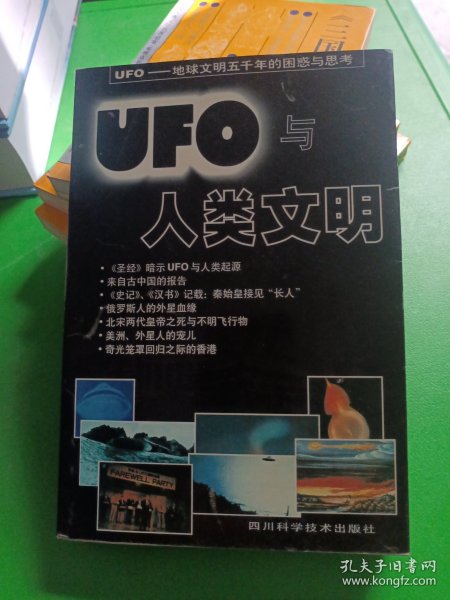 《三国
UFO——地球文明五千年的困惑与思考
UFO与
人类文明
·《圣经》暗示UFO与人类起源
·来自古中国的报告
·《史记》、《汉书》记载：秦始皇接见“长人”
·俄罗斯人的外星血缘
·北宋两代皇帝之死与不明飞行物
·美洲、外星人的宠儿
·奇光笼罩回归之际的香港
FAREWELL PARTY
四川科学技术出版社
孔夫子旧书网
www.kongfz.com